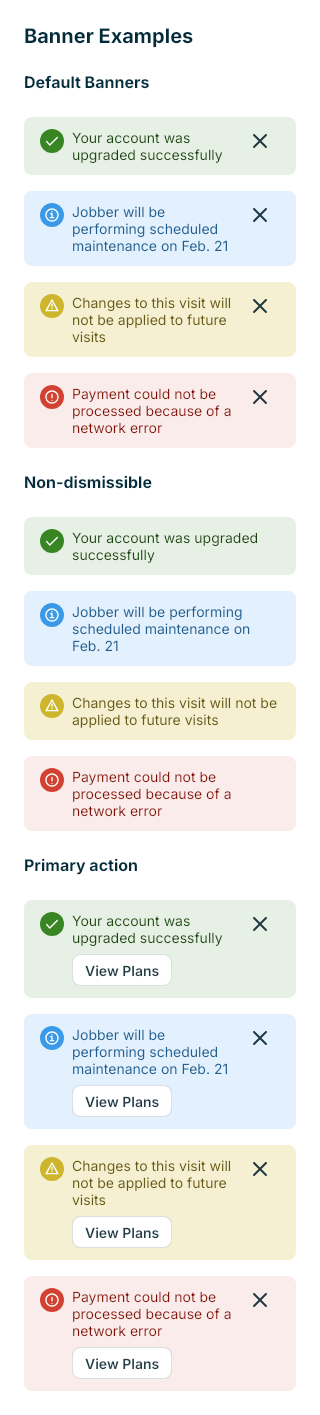 Banner Examples
Default Banners
Your account was
upgraded successfully
Jobber will be
performing scheduled
maintenance on Feb. 21
Changes to this visit will
not be applied to future
visits
Payment could not be
processed because of a
network error
Non-dismissible
Your account was upgraded
successfully
Jobber will be performing
scheduled maintenance on
Feb. 21
Changes to this visit will not be
applied to future visits
Payment could not be
processed because of a
network error
Primary action
Your account was
upgraded successfully
View Plans
Jobber will be
performing scheduled
maintenance on Feb. 21
View Plans
Changes to this visit will
not be applied to future
visits
View Plans
Payment could not be
processed because of a
network error
View Plans